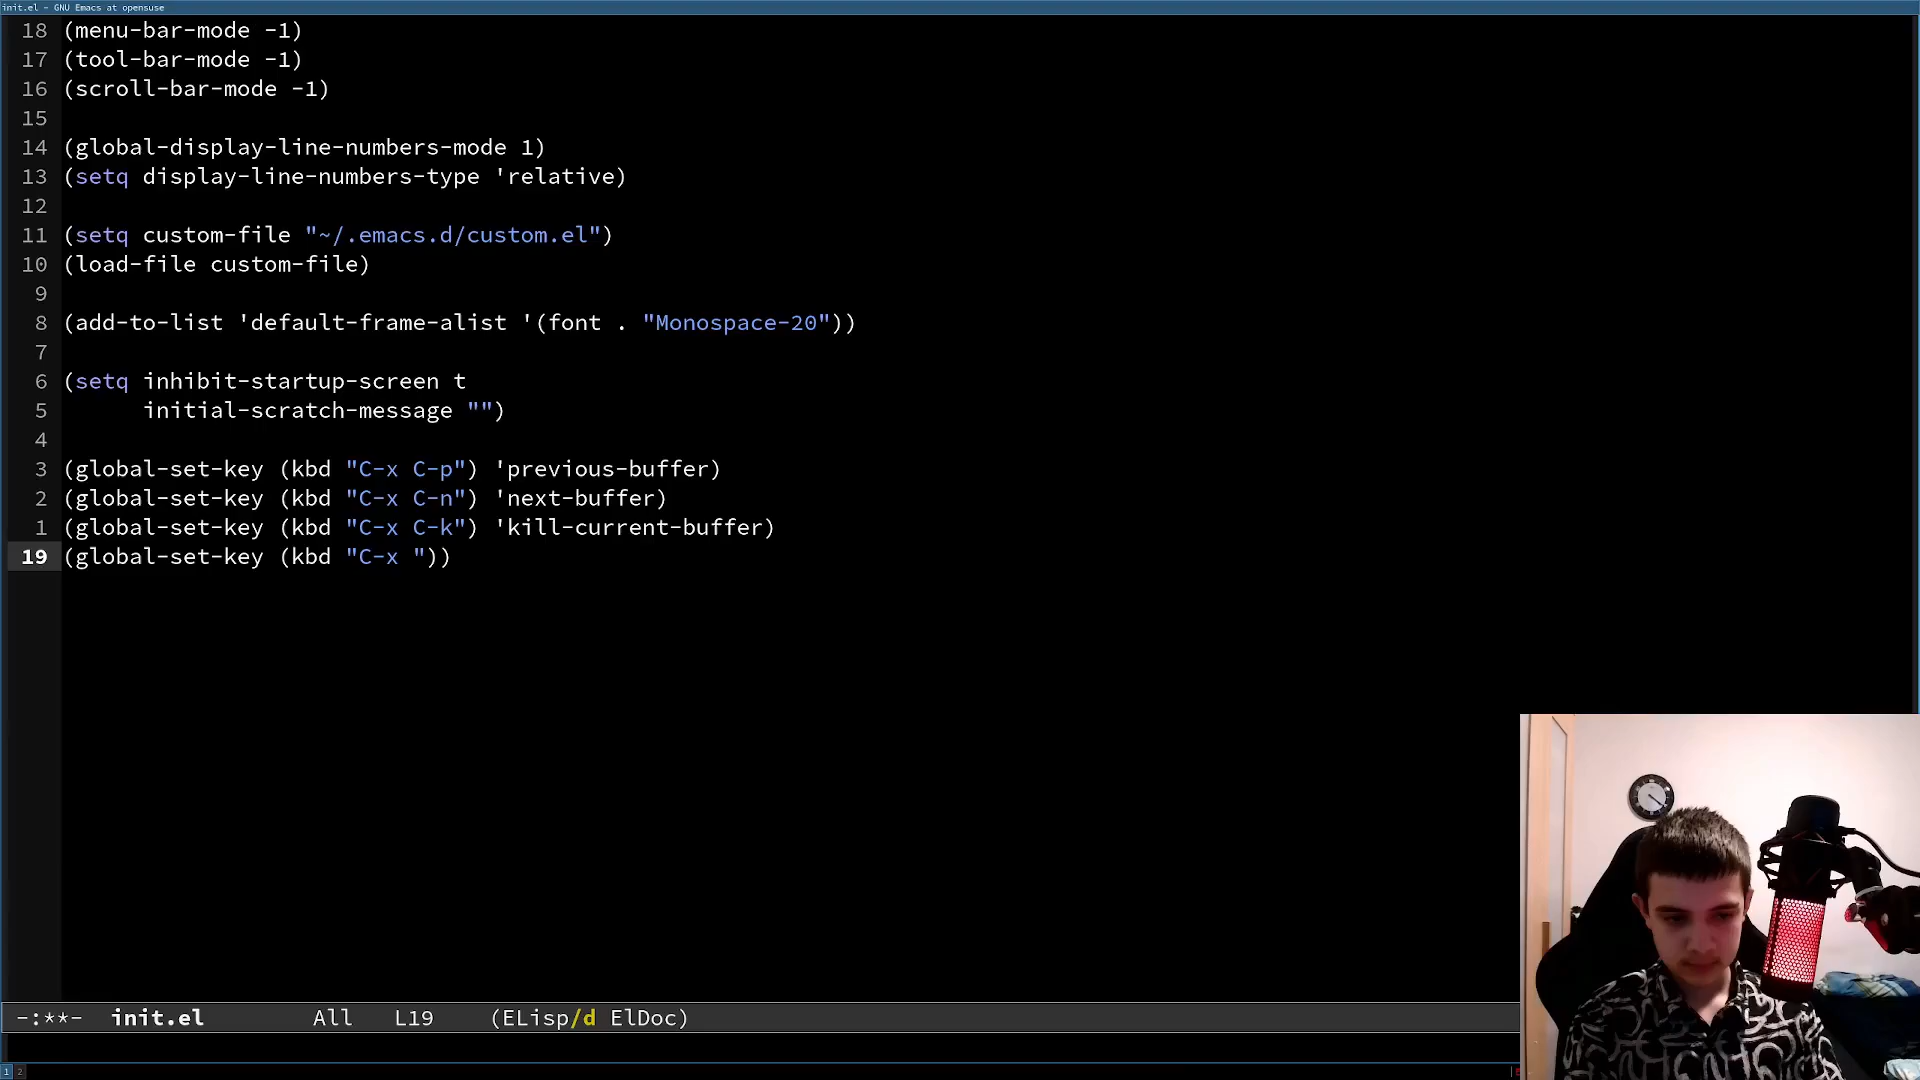 init.el - GNU Emacs at opensuse
18 (menu-bar-mode -1)
17 (tool-bar-mode -1)
16 (scroll-bar-mode -1)
15
14 (global-display-line-numbers-mode 1)
13 (setq display-line-numbers-type 'relative)
12
11 (setq custom-file "~/.emacs.d/custom.el")
10 (load-file custom-file)
9
8 (add-to-list 'default-frame-alist '(font . "Monospace-20"))
7
6 (setq inhibit-startup-screen t
5 initial-scratch-message "")
4
3 (global-set-key (kbd "C-x C-p") 'previous-buffer)
2 (global-set-key (kbd "C-x C-n") 'next-buffer)
1 (global-set-key (kbd "C-x C-k") 'kill-current-buffer)
19 (global-set-key (kbd "C-x "))
-:**- init.el All L19 (ELisp/d ElDoc)
1 2